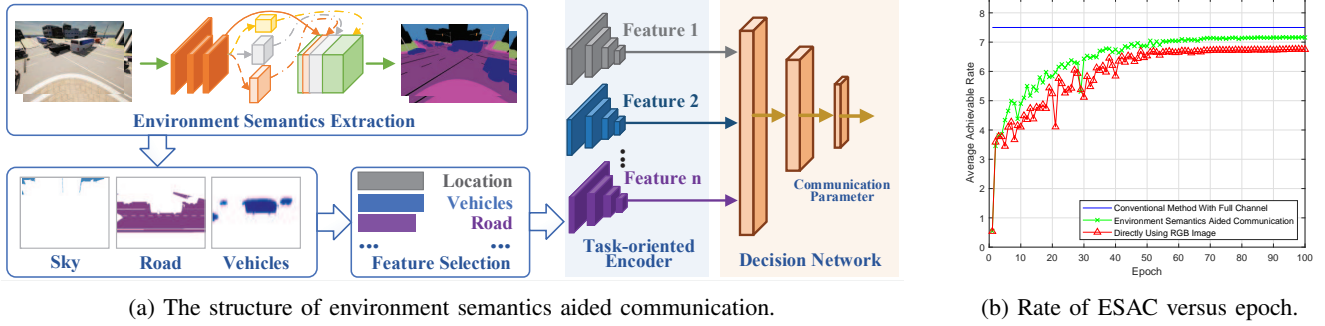 Environment Semantics Extraction
Sky
Road
Vehicles
Location
Vehicles
Road
•••
•••
Feature Selection
Feature 1
Feature 2
Feature n
Task-oriented
Encoder
Communication
Parameter
Decision Network
(a) The structure of environment semantics aided communication.
8
7
6
5
4
3
2
1
0
Average Achievable Rate
Conventional Method With Full Channel
Environment Semantics Aided Communication
Directly Using RGB Image
0 10 20 30 40 50 60 70 80 90 100
Epoch
(b) Rate of ESAC versus epoch.